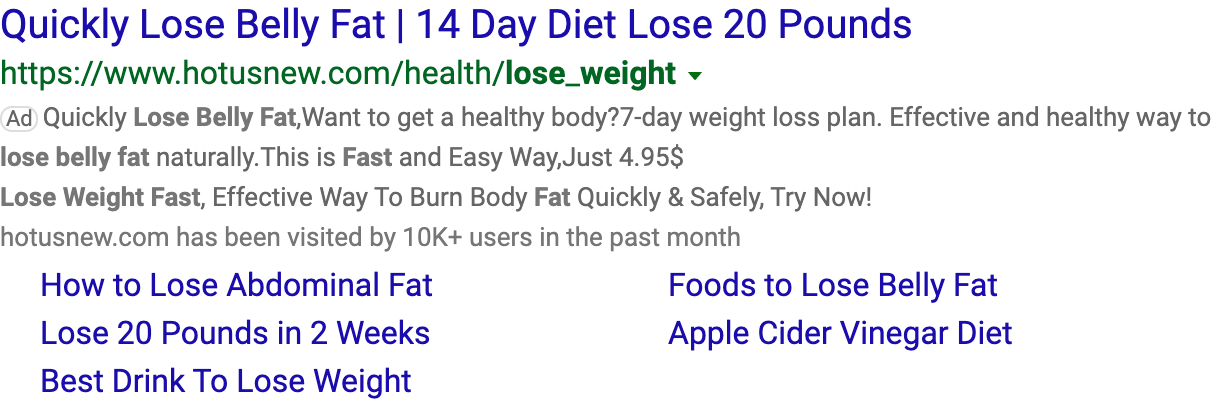 Quickly Lose Belly Fat | 14 Day Diet Lose 20 Pounds
https://www.hotusnew.com/health/lose_weight
Ad Quickly Lose Belly Fat,Want to get a healthy body?7-day weight loss plan. Effective and healthy way to
lose belly fat naturally.This is Fast and Easy Way,Just 4.95$
Lose Weight Fast, Effective Way To Burn Body Fat Quickly & Safely, Try Now!
hotusnew.com has been visited by 10K+ users in the past month
How to Lose Abdominal Fat
Foods to Lose Belly Fat
Lose 20 Pounds in 2 Weeks
Apple Cider Vinegar Diet
Best Drink To Lose Weight